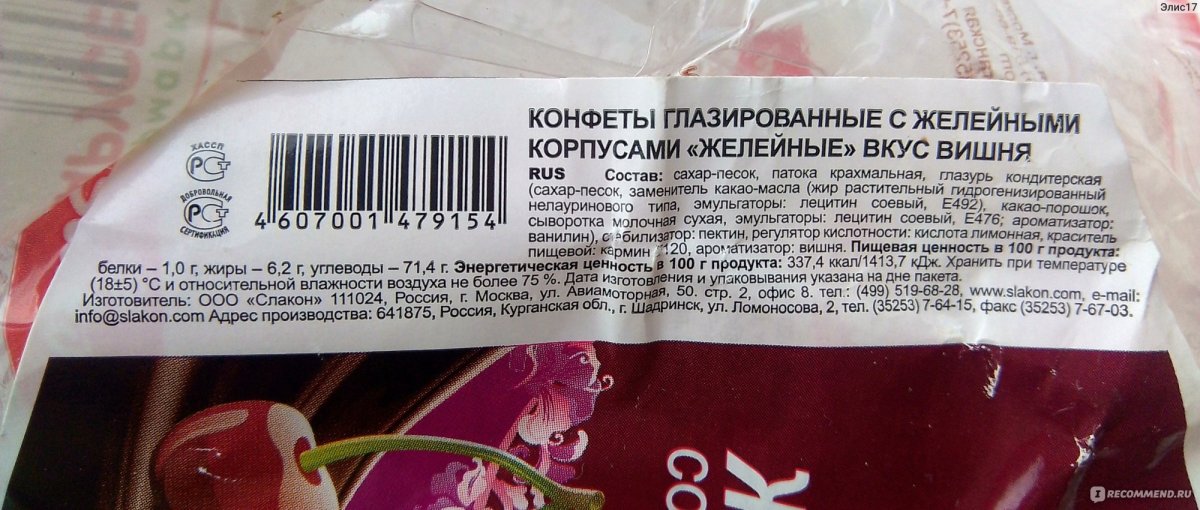 Элис17
КОНФЕТЫ ГЛАЗИРОВАННЫЕ С ЖЕЛЕЙНЫМИ
КОРПУСАМИ «ЖЕЛЕЙНЫЕ» ВКУС ВИШНЯ
ХАССП
ДОБРОВОЛЬНАЯ
СЕРТИФИКАЦИЯ
4 607001 479154
RUS Состав: сахар-песок, патока крахмальная, глазурь кондитерская
(сахар-песок, заменитель какао-масла (жир растительный гидрогенизированный
нелауринового типа, эмульгаторы: лецитин соевый, Е492), какао-порошок,
сыворотка молочная сухая, эмульгаторы: лецитин соевый, Е476; ароматизатор:
ванилин), пектин, регулятор кислотности: кислота лимонная, краситель
пищевой: кармин 120, ароматизатор: вишня. Пищевая ценность в 100 г продукта:
белки – 1,0 г, жиры – 6,2 г, углеводы – 71,4 г. Энергетическая ценность в 100 г продукта: 337,4 ккал/1413,7 кДж. Хранить при температуре
(18±5) °С и относительной влажности воздуха не более 75 %. Дата изготовления и упаковывания указана на дне пакета.
Изготовитель: ООО «Слакон» 111024, Россия, г. Москва, ул. Авиамоторная, 50. стр. 2, офис 8. тел.: (499) 519-68-28, www.slakon.com, e-mail:
info@slakon.com Адрес производства: 641875, Россия, Курганская обл., г. Шадринск, ул. Ломоносова, 2, тел. (35253) 7-64-15, факс (35253) 7-67-03.
I RECOMMEND.RU